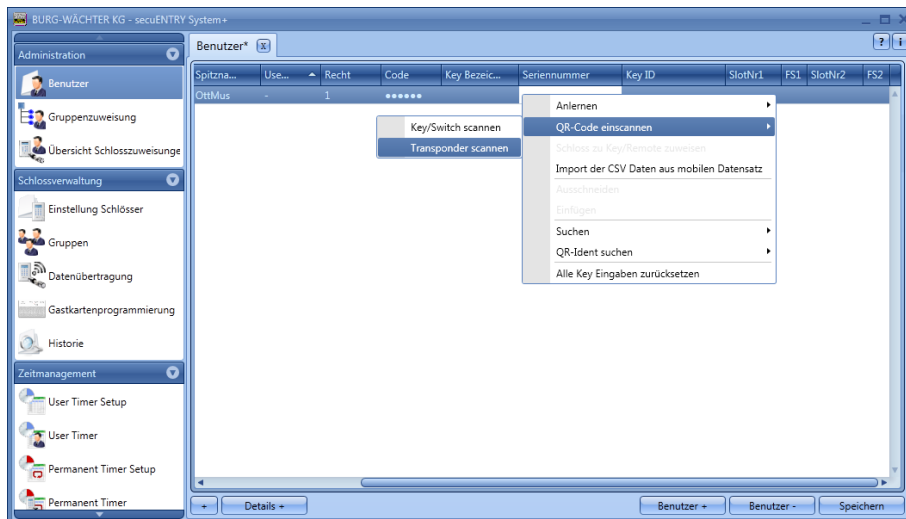 BURG-WÄCHTER KG - secuENTRY System+
Administration
Benutzer
Gruppenzuweisung
Übersicht Schlosszuweisunge
Schlossverwaltung
Einstellung Schlösser
Gruppen
Datenübertragung
Gastkartenprogrammierung
Historie
Zeitmanagement
User Timer Setup
User Timer
Permanent Timer Setup
Permanent Timer
Benutzer* x
? i
Spitzna... Use... Recht Code Key Bezeic... Seriennummer Key ID SlotNr1 FS1 SlotNr2 FS2
OttMus - 1 ●●●●●●
Key/Switch scannen
Transponder scannen
Anlernen
QR-Code einscannen
Schloss zu Key/Remote zuweisen
Import der CSV Daten aus mobilen Datensatz
Ausschneiden
Einfügen
Suchen
QR-Ident suchen
Alle Key Eingaben zurücksetzen
+ Details + Benutzer + Benutzer - Speichern